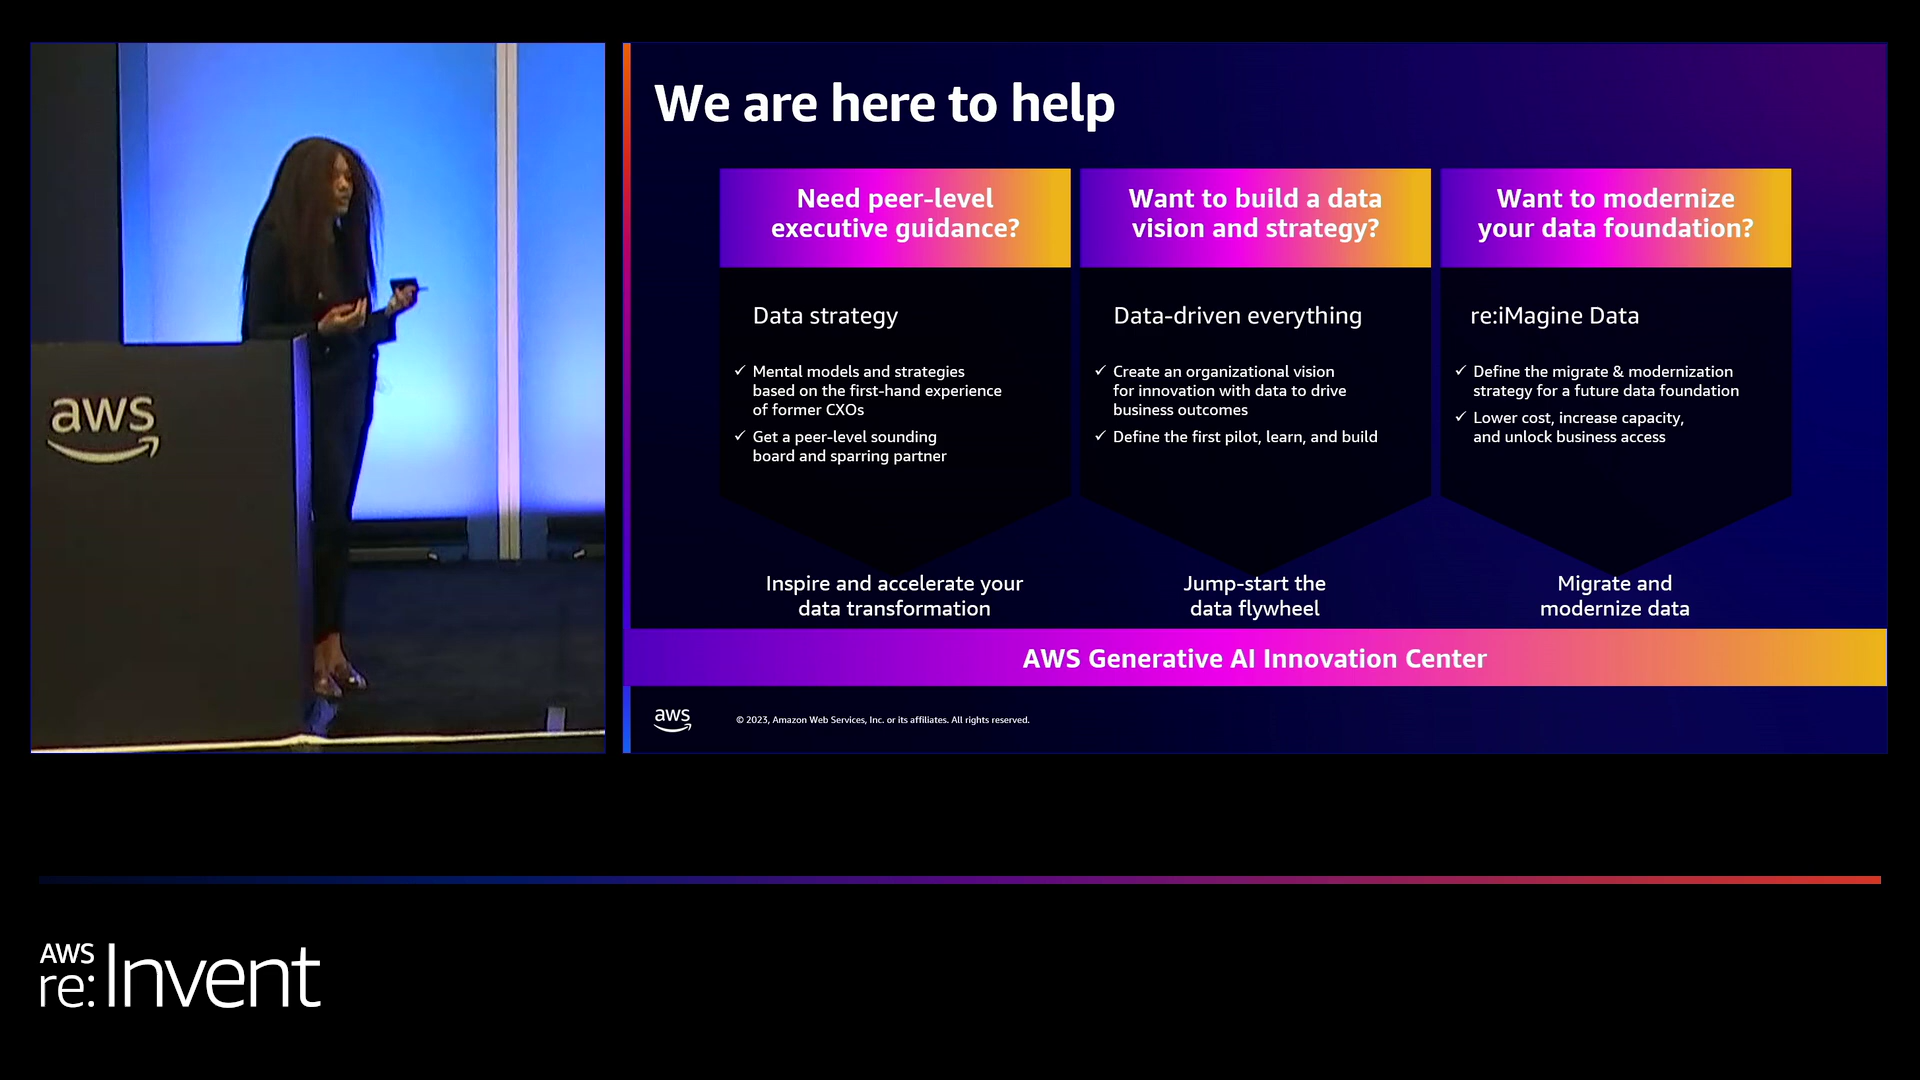 aws
We are here to help
Need peer-level
executive guidance?
Data strategy
✓ Mental models and strategies
based on the first-hand experience
of former CXOs
✓ Get a peer-level sounding
board and sparring partner
Inspire and accelerate your
data transformation
Want to build a data
vision and strategy?
Data-driven everything
✓ Create an organizational vision
for innovation with data to drive
business outcomes
✓ Define the first pilot, learn, and build
Jump-start the
data flywheel
Want to modernize
your data foundation?
re:iMagine Data
✓ Define the migrate & modernization
strategy for a future data foundation
✓ Lower cost, increase capacity,
and unlock business access
Migrate and
modernize data
AWS Generative AI Innovation Center
aws
© 2023, Amazon Web Services, Inc. or its affiliates. All rights reserved.
AWS
re:Invent